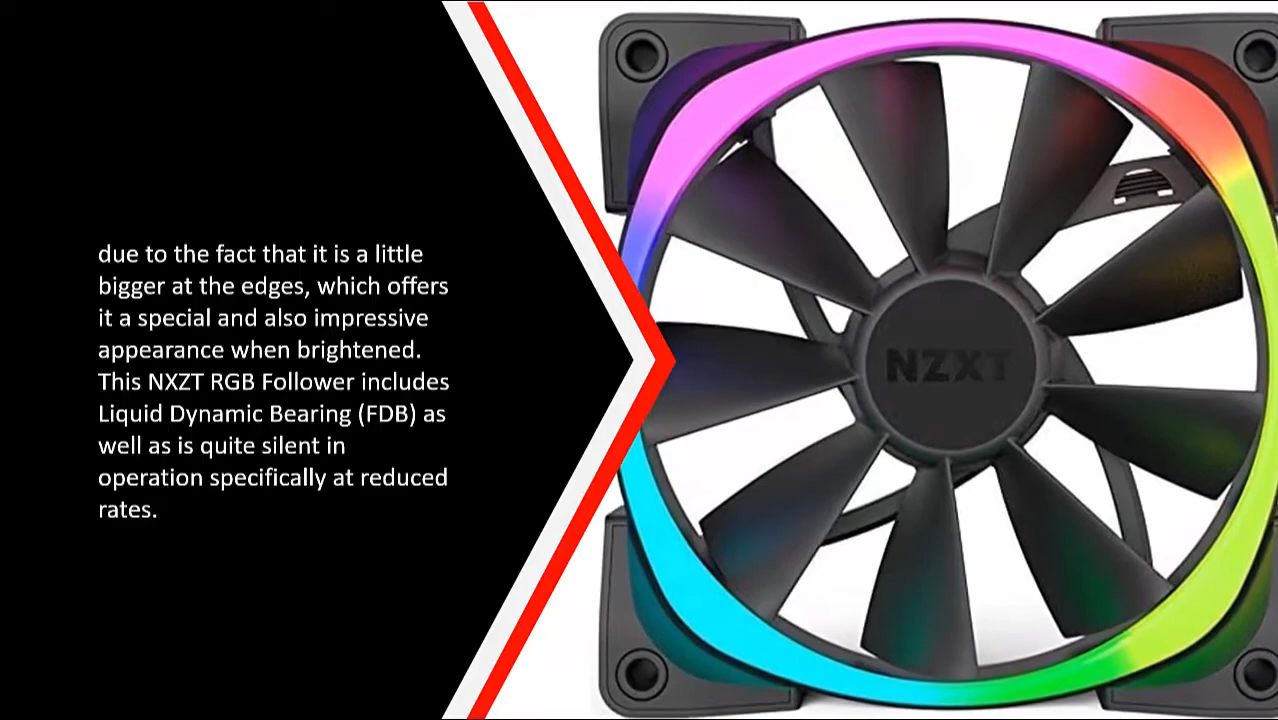 due to the fact that it is a little
bigger at the edges, which offers
it a special and also impressive
appearance when brightened.
This NXZT RGB Follower includes
Liquid Dynamic Bearing (FDB) as
well as is quite silent in
operation specifically at reduced
rates.
NZXT